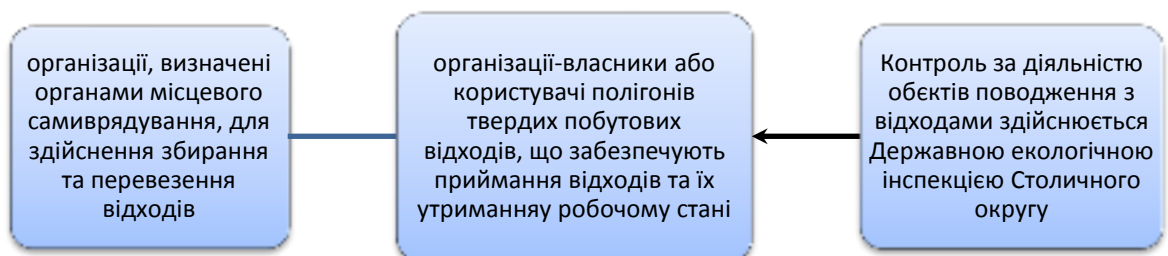 організації, визначені
органами місцевого
самиврядування, для
здійснення збирання
та перевезення
відходів
організації-власники або
користувачі полігонів
твердих побутових
відходів, що забезпечують
приймання відходів та їх
утриманняу робочому стані
Контроль за діяльністю
обєктів поводження з
відходами здійснюється
Державною екологічною
інспекцією Столичного
округу